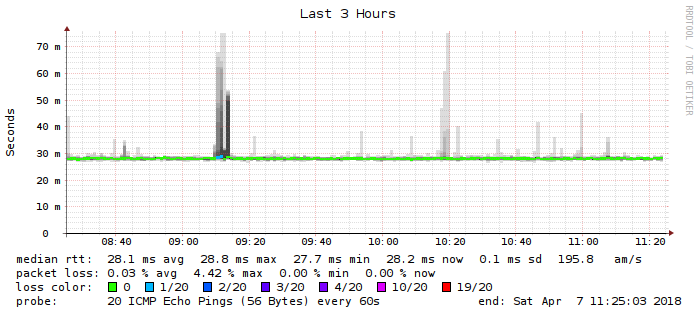 Last 3 Hours
RRDTOOL / TOBI OETIKER
Seconds
70 m
60 m
50 m
40 m
30 m
20 m
10 m
0
08:40 09:00 09:20 09:40 10:00 10:20 10:40 11:00 11:20
median rtt: 28.1 ms avg 28.8 ms max 27.7 ms min 28.2 ms now 0.1 ms sd 195.8 am/s
packet loss: 0.03 % avg 4.42 % max 0.00 % min 0.00 % now
loss color: 0 1/20 2/20 3/20 4/20 10/20 19/20
probe: 20 ICMP Echo Pings (56 Bytes) every 60s end: Sat Apr 7 11:25:03 2018